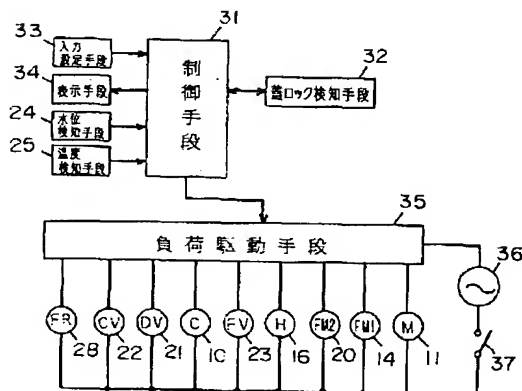 31
33
入力
設定手段
34
表示手段
24
水位
検知手段
25
温度
検知手段
制御手段
32
蓋ロック検知手段
35
負荷駆動手段
36
37
FR
CV
DV
C
FV
H
FM2
FM1
M
28
22
21
10
23
16
20
14
11